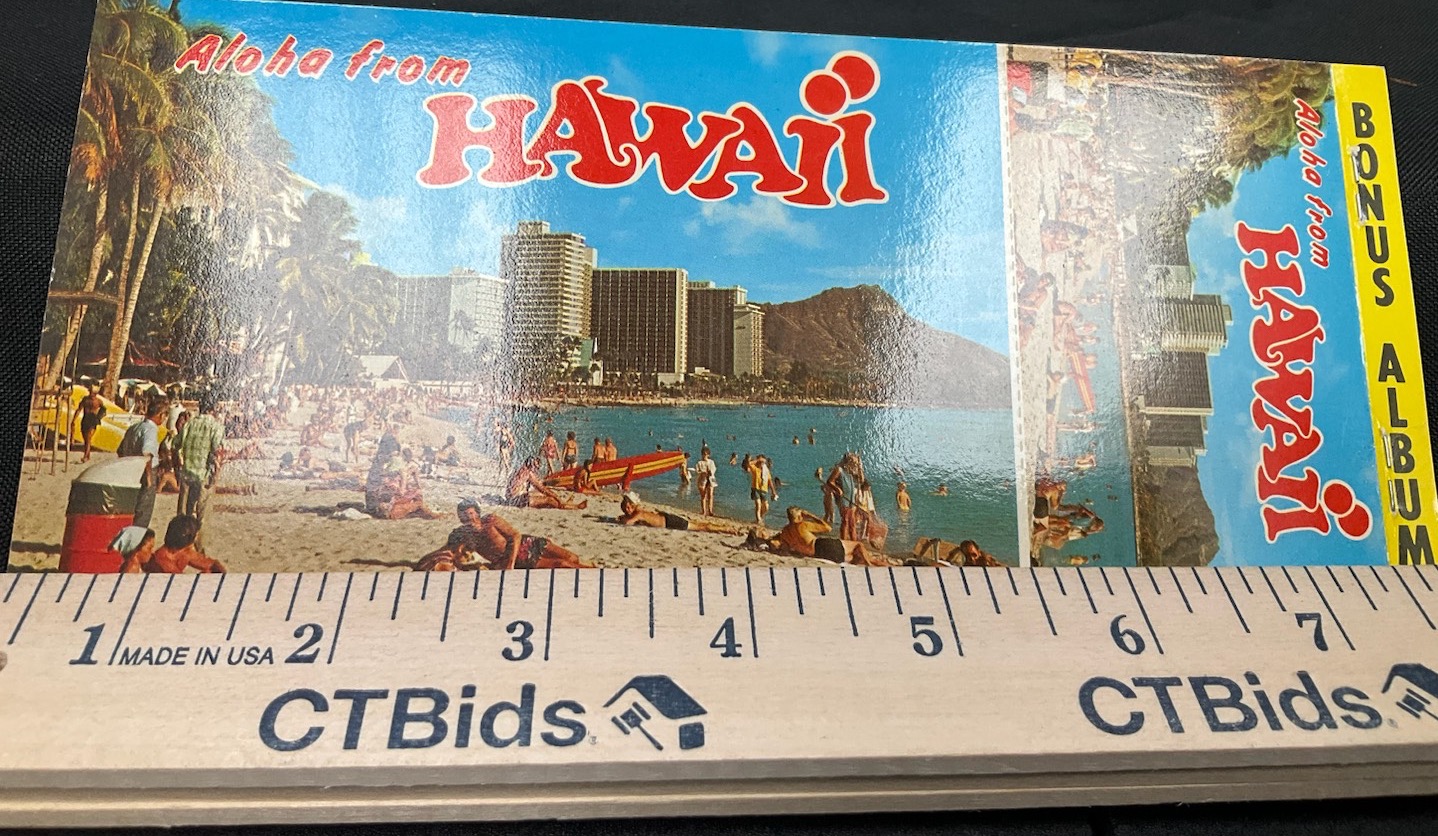 Aloha from
HAWAII
Aloha from
HAWAII
BONUS ALBUM
1 MADE IN USA 2 3 4 5 6 7
CTBids CTBids